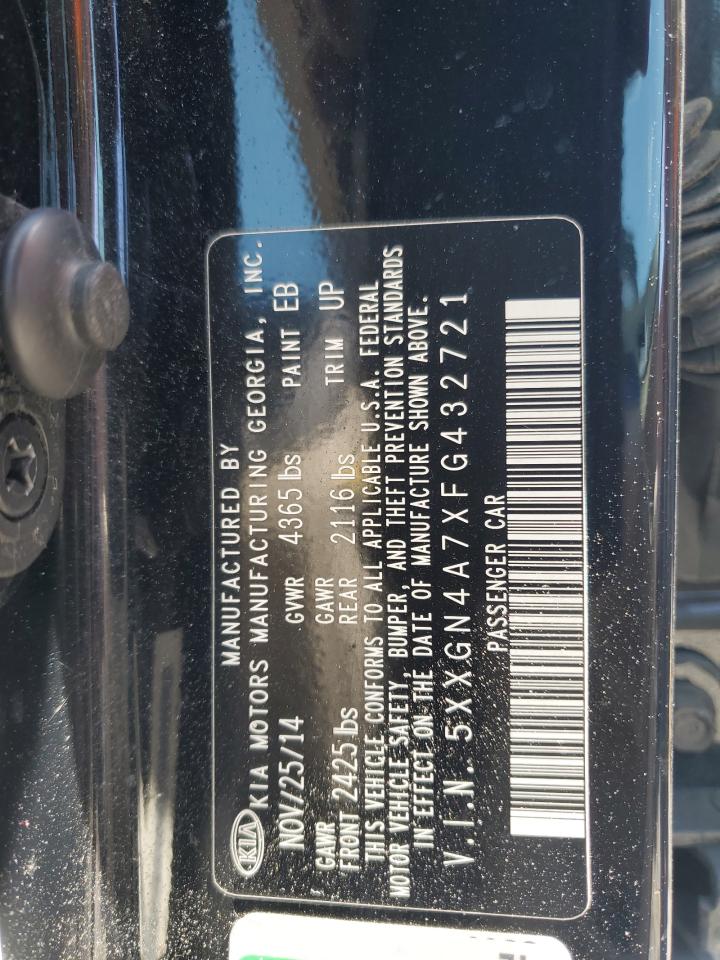 MANUFACTURED BY
KIA KIA MOTORS MANUFACTURING GEORGIA, INC.
NOV/25/14 GVWR 4365 lbs PAINT EB
GAWR FRONT 2425 lbs GAWR REAR 2116 lbs TRIM UP
THIS VEHICLE CONFORMS TO ALL APPLICABLE U.S.A. FEDERAL
MOTOR VEHICLE SAFETY, BUMPER, AND THEFT PREVENTION STANDARDS
IN EFFECT ON THE DATE OF MANUFACTURE SHOWN ABOVE.
V.I.N. 5XXGN4A7XFG432721
PASSENGER CAR